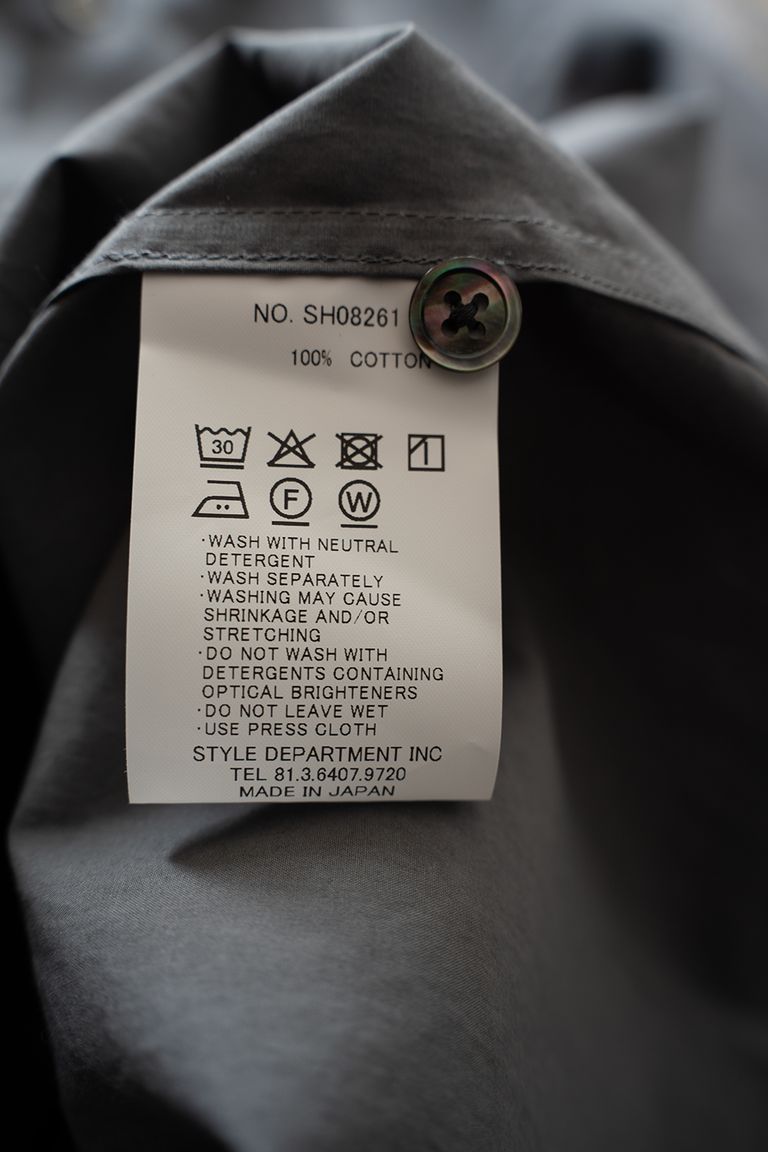 NO. SH08261
100% COTTON
30
F W
·WASH WITH NEUTRAL
DETERGENT
·WASH SEPARATELY
·WASHING MAY CAUSE
SHRINKAGE AND/OR
STRETCHING
·DO NOT WASH WITH
DETERGENTS CONTAINING
OPTICAL BRIGHTENERS
·DO NOT LEAVE WET
·USE PRESS CLOTH
STYLE DEPARTMENT INC
TEL 81.3.6407.9720
MADE IN JAPAN